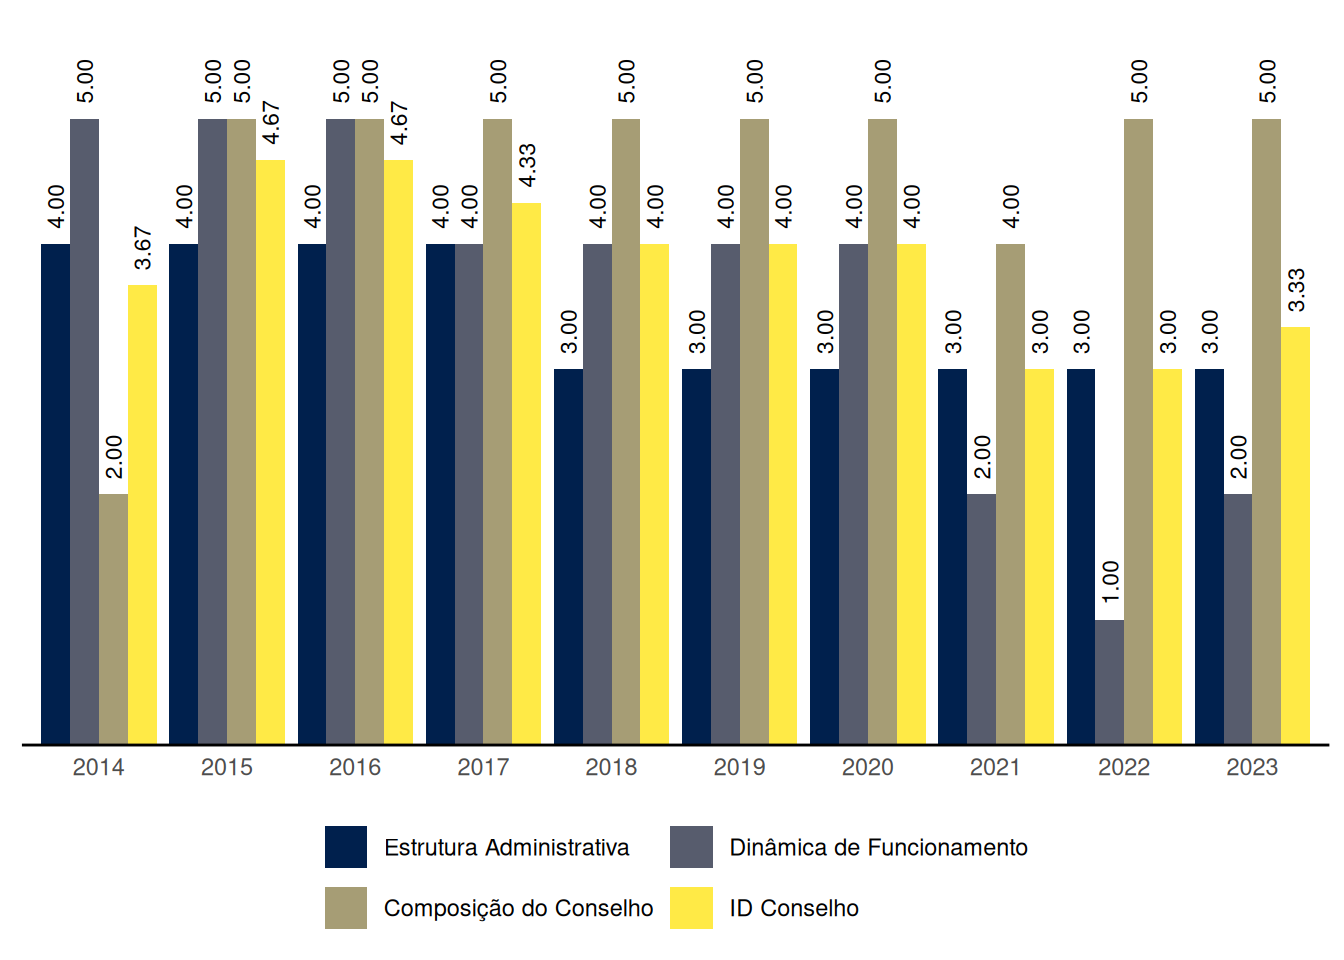 5.00 5.00 5.00 5.00 5.00 5.00 5.00 5.00 5.00 5.00 5.00
4.67 4.67
4.33
4.00 4.00 4.00 4.00 4.00 4.00 4.00 4.00 4.00 4.00 4.00 4.00
3.67
3.33
3.00 3.00 3.00 3.00 3.00 3.00 3.00 3.00
2.00 2.00 2.00
1.00
2014 2015 2016 2017 2018 2019 2020 2021 2022 2023
Estrutura Administrativa Dinâmica de Funcionamento
Composição do Conselho ID Conselho